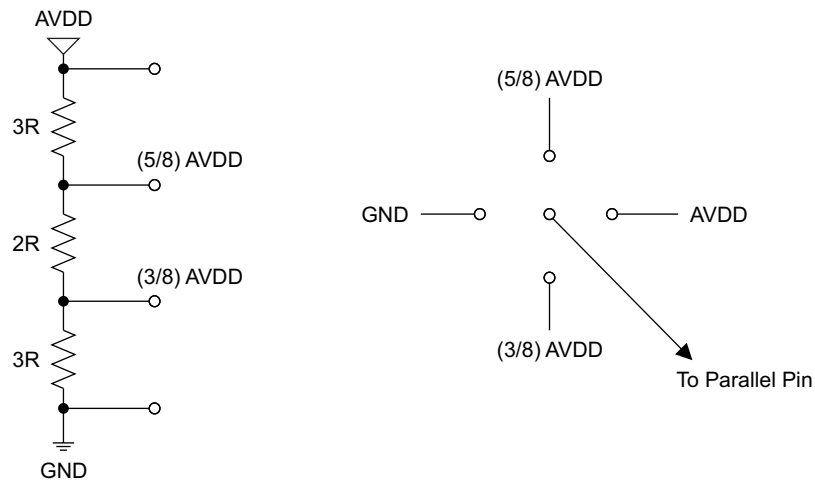 AVDD
3R
(5/8) AVDD
2R
(3/8) AVDD
3R
GND
(5/8) AVDD
GND
AVDD
(3/8) AVDD
To Parallel Pin